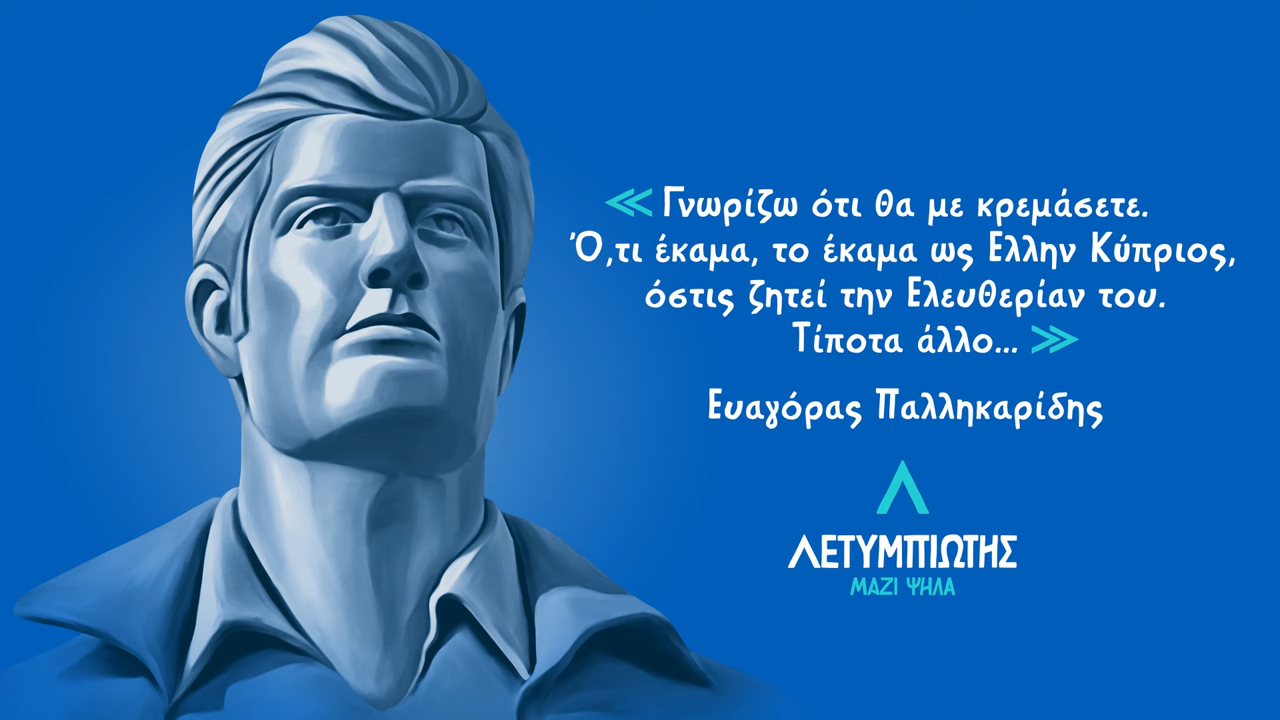 ≪ Γνωρίζω ότι θα με κρεμάσετε.
Ό,τι έκαμα, το έκαμα ως Ελλην Κύπριος,
όστις ζητεί την Ελευθερίαν του.
Τίποτα άλλο... ≫
Ευαγόρας Παλληκαρίδης
Λ
ΛΕΤΥΜΠΙΩΤΗΣ
ΜΑΖΙ ΨΗΛΑ